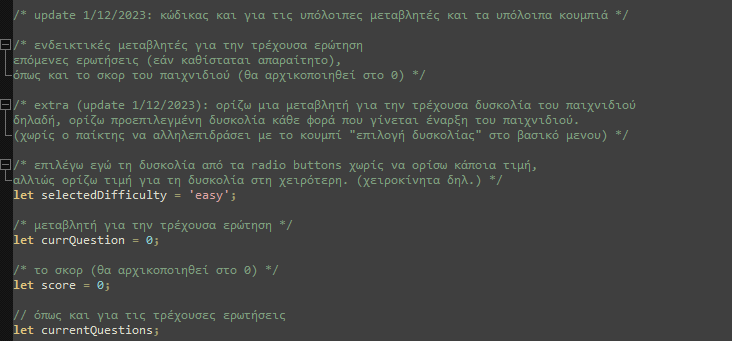 /* update 1/12/2023: κώδικας και για τις υπόλοιπες μεταβλητές και τα υπόλοιπα κουμπιά */
/* ενδεικτικές μεταβλητές για την τρέχουσα ερώτηση
επόμενες ερωτήσεις (εάν καθίσταται απαραίτητο),
όπως και το σκορ του παιχνιδιού (θα αρχικοποιηθεί στο 0) */
/* extra (update 1/12/2023): ορίζω μια μεταβλητή για την τρέχουσα δυσκολία του παιχνιδιού
δηλαδή, ορίζω προεπιλεγμένη δυσκολία κάθε φορά που γίνεται έναρξη του παιχνιδιού.
(χωρίς ο παίκτης να αλληλεπιδράσει με το κουμπί "επιλογή δυσκολίας" στο βασικό μενου) */
/* επιλέγω εγώ τη δυσκολία από τα radio buttons χωρίς να ορίσω κάποια τιμή,
αλλιώς ορίζω τιμή για τη δυσκολία στη χειρότερη. (χειροκίνητα δηλ.) */
let selectedDifficulty = 'easy';
/* μεταβλητή για την τρέχουσα ερώτηση */
let currQuestion = 0;
/* το σκορ (θα αρχικοποιηθεί στο 0) */
let score = 0;
// όπως και για τις τρέχουσες ερωτήσεις
let currentQuestions;